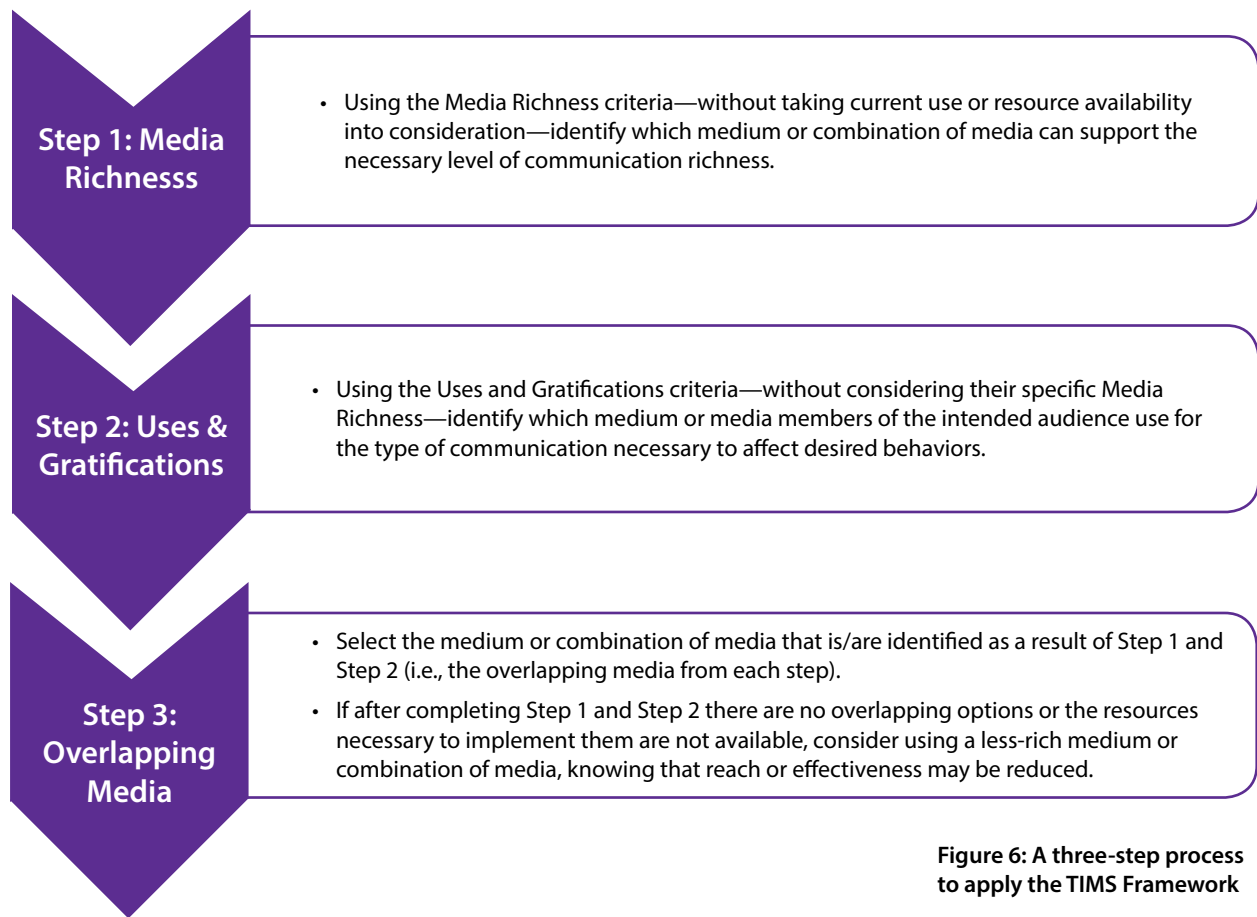 Step 1: Media
Richnesss
• Using the Media Richness criteria—without taking current use or resource availability
into consideration—identify which medium or combination of media can support the
necessary level of communication richness.
Step 2: Uses &
Gratifications
• Using the Uses and Gratifications criteria—without considering their specific Media
Richness—identify which medium or media members of the intended audience use for
the type of communication necessary to affect desired behaviors.
Step 3:
Overlapping
Media
• Select the medium or combination of media that is/are identified as a result of Step 1 and
Step 2 (i.e., the overlapping media from each step).
• If after completing Step 1 and Step 2 there are no overlapping options or the resources
necessary to implement them are not available, consider using a less-rich medium or
combination of media, knowing that reach or effectiveness may be reduced.
Figure 6: A three-step process
to apply the TIMS Framework